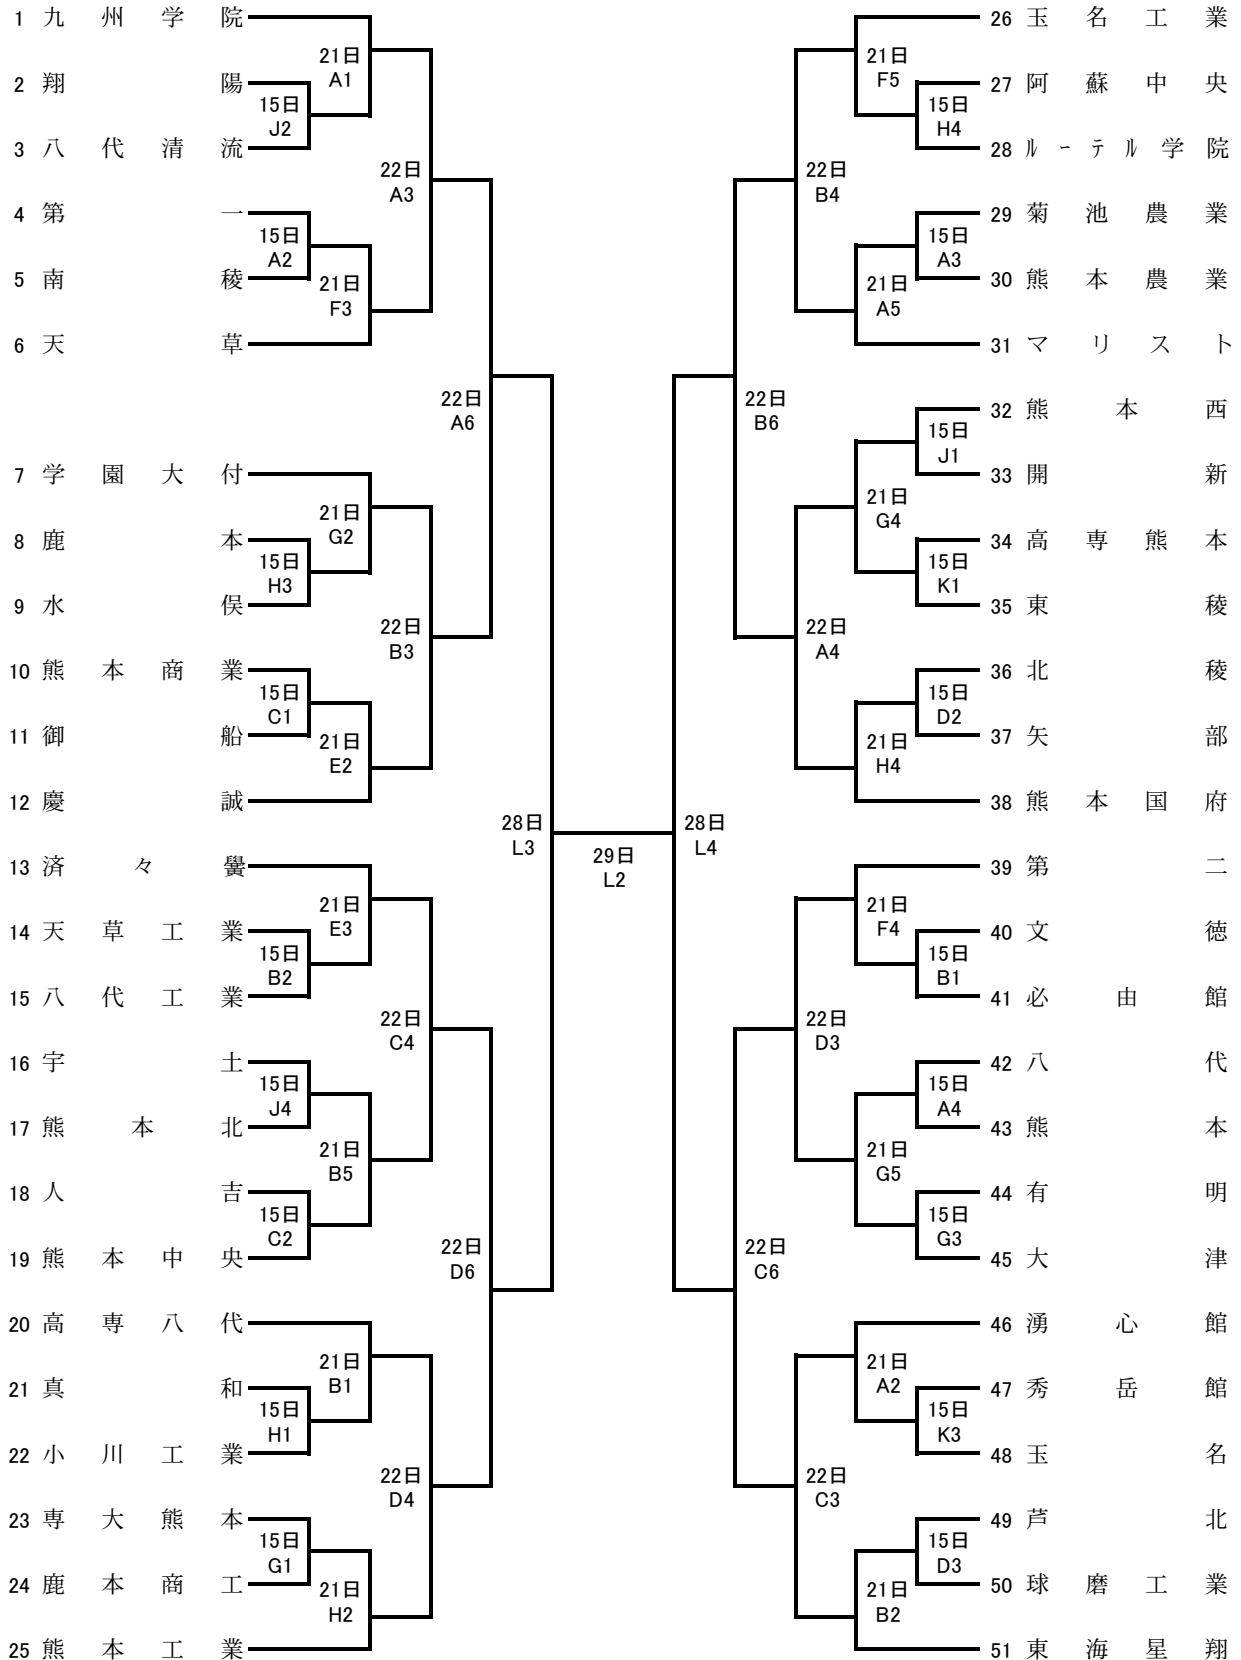 1 九州学院
21日
A1
2 翔陽
15日
J2
3 八代清流
22日
A3
4 第一
15日
A2
5 南稜
21日
F3
6 天草
22日
A6
7 学園大付
21日
G2
8 鹿本
15日
H3
9 水俣
22日
B3
10 熊本商業
15日
C1
11 御船
21日
E2
12 慶誠
28日
L3
13 済々黌
21日
E3
14 天草工業
15日
B2
15 八代工業
22日
C4
16 宇土
15日
J4
17 熊本北
21日
B5
18 人吉
15日
C2
19 熊本中央
22日
D6
20 高専八代
21日
B1
21 真和
15日
H1
22 小川工業
22日
D4
23 専大熊本
15日
G1
24 鹿本商工
21日
H2
25 熊本工業
29日
L2
26 玉名工業
21日
F5
27 阿蘇中央
15日
H4
28 ルーテル学院
22日
B4
29 菊池農業
15日
A3
30 熊本農業
21日
A5
31 マリスト
22日
B6
32 熊本西
15日
J1
33 開新
21日
G4
34 高専熊本
15日
K1
35 東稜
22日
A4
36 北稜
15日
D2
37 矢部
21日
H4
38 熊本国府
28日
L4
39 第二
21日
F4
40 文徳
15日
B1
41 必由館
22日
D3
42 八代
15日
A4
43 熊本
21日
G5
44 有明
15日
G3
45 大津
22日
C6
46 湧心館
21日
A2
47 秀岳館
15日
K3
48 玉名
22日
C3
49 芦北
15日
D3
50 球磨工業
21日
B2
51 東海星翔